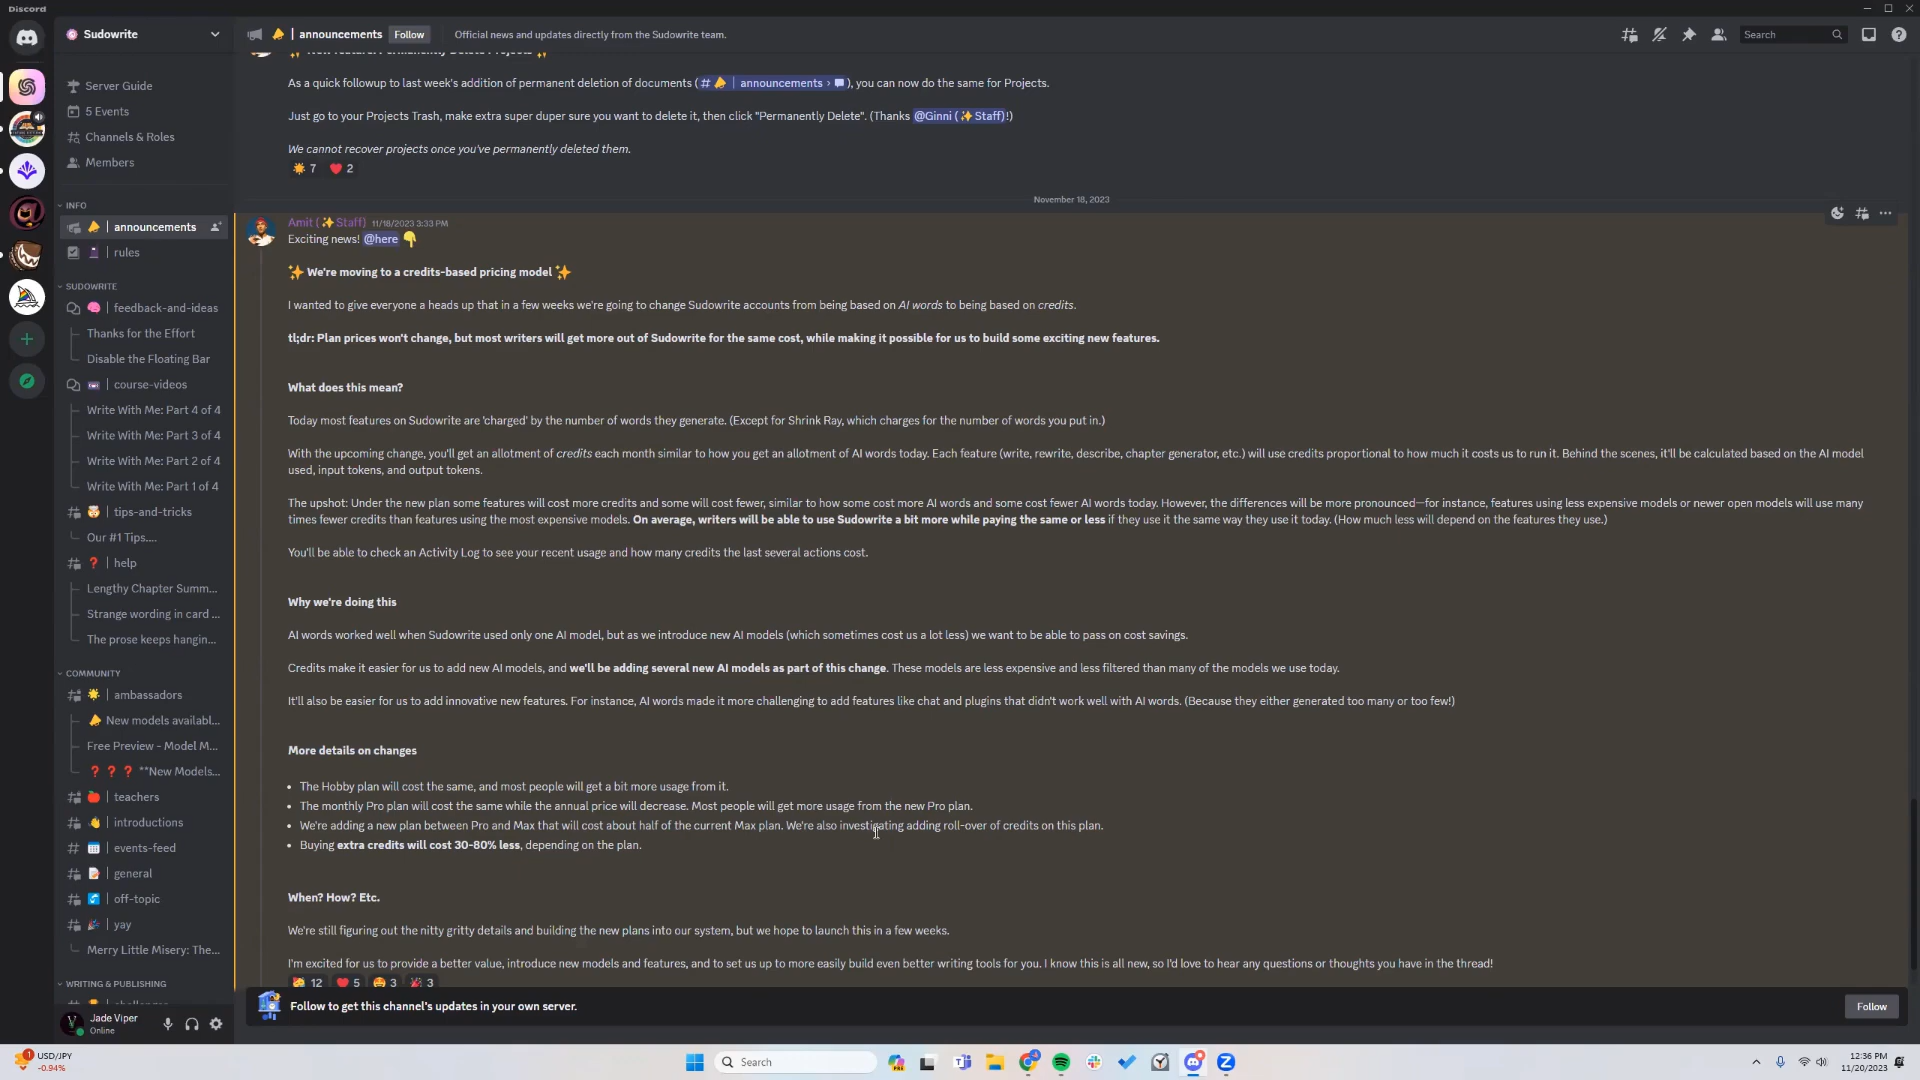 Discord
Sudowrite
announcements
Follow
Official news and updates directly from the Sudowrite team.
Search
Server Guide
5 Events
Channels & Roles
Members
INFO
announcements
rules
SUDOWRITE
feedback-and-ideas
Thanks for the Effort
Disable the Floating Bar
course-videos
Write With Me: Part 4 of 4
Write With Me: Part 3 of 4
Write With Me: Part 2 of 4
Write With Me: Part 1 of 4
tips-and-tricks
Our #1 Tips....
help
Lengthy Chapter Summ...
Strange wording in card ...
The prose keeps hangin...
COMMUNITY
ambassadors
New models availabl...
Free Preview - Model M...
❓ ❓ ❓ **New Models...
teachers
introductions
events-feed
general
off-topic
yay
Merry Little Misery: The...
WRITING & PUBLISHING
Jade Viper
Online
✨ New Feature: Permanently Delete Projects ✨
As a quick followup to last week's addition of permanent deletion of documents (# | announcements › ), you can now do the same for Projects.
Just go to your Projects Trash, make extra super duper sure you want to delete it, then click "Permanently Delete". (Thanks @Ginni (✨Staff)!)
We cannot recover projects once you've permanently deleted them.
7 2
November 18, 2023
Amit (✨Staff) 11/18/2023 3:33 PM
Exciting news! @here 👇
✨ We're moving to a credits-based pricing model ✨
I wanted to give everyone a heads up that in a few weeks we're going to change Sudowrite accounts from being based on AI words to being based on credits.
tl;dr: Plan prices won't change, but most writers will get more out of Sudowrite for the same cost, while making it possible for us to build some exciting new features.
What does this mean?
Today most features on Sudowrite are 'charged' by the number of words they generate. (Except for Shrink Ray, which charges for the number of words you put in.)
With the upcoming change, you'll get an allotment of credits each month similar to how you get an allotment of AI words today. Each feature (write, rewrite, describe, chapter generator, etc.) will use credits proportional to how much it costs us to run it. Behind the scenes, it'll be calculated based on the AI model
used, input tokens, and output tokens.
The upshot: Under the new plan some features will cost more credits and some will cost fewer, similar to how some cost more AI words and some cost fewer AI words today. However, the differences will be more pronounced—for instance, features using less expensive models or newer open models will use many
times fewer credits than features using the most expensive models. On average, writers will be able to use Sudowrite a bit more while paying the same or less if they use it the same way they use it today. (How much less will depend on the features they use.)
You'll be able to check an Activity Log to see your recent usage and how many credits the last several actions cost.
Why we're doing this
AI words worked well when Sudowrite used only one AI model, but as we introduce new AI models (which sometimes cost us a lot less) we want to be able to pass on cost savings.
Credits make it easier for us to add new AI models, and we'll be adding several new AI models as part of this change. These models are less expensive and less filtered than many of the models we use today.
It'll also be easier for us to add innovative new features. For instance, AI words made it more challenging to add features like chat and plugins that didn't work well with AI words. (Because they either generated too many or too few!)
More details on changes
• The Hobby plan will cost the same, and most people will get a bit more usage from it.
• The monthly Pro plan will cost the same while the annual price will decrease. Most people will get more usage from the new Pro plan.
• We're adding a new plan between Pro and Max that will cost about half of the current Max plan. We're also investigating adding roll-over of credits on this plan.
• Buying extra credits will cost 30-80% less, depending on the plan.
When? How? Etc.
We're still figuring out the nitty gritty details and building the new plans into our system, but we hope to launch this in a few weeks.
I'm excited for us to provide a better value, introduce new models and features, and to set us up to more easily build even better writing tools for you. I know this is all new, so I'd love to hear any questions or thoughts you have in the thread!
12 5 3 3
Follow to get this channel's updates in your own server.
Follow
USD/JPY
-0.94%
Search
12:36 PM
11/20/2023